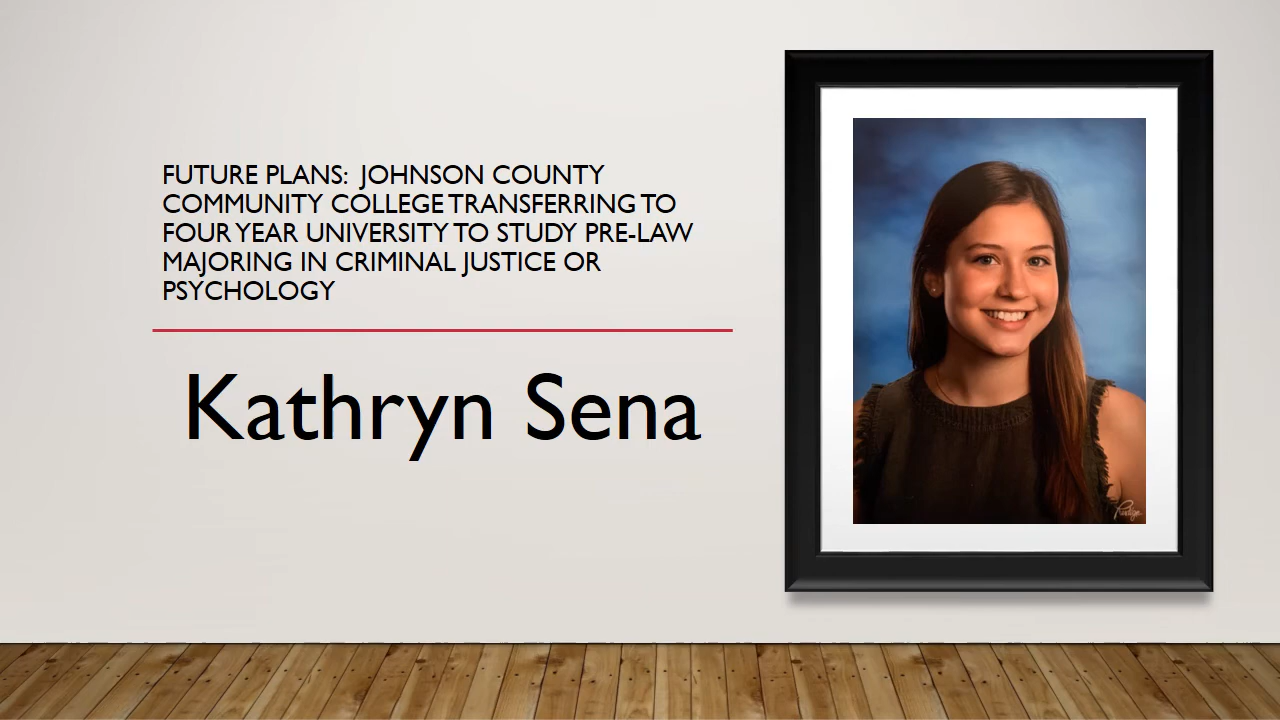 FUTURE PLANS: JOHNSON COUNTY
COMMUNITY COLLEGE TRANSFERRING TO
FOUR YEAR UNIVERSITY TO STUDY PRE-LAW
MAJORING IN CRIMINAL JUSTICE OR
PSYCHOLOGY
Kathryn Sena